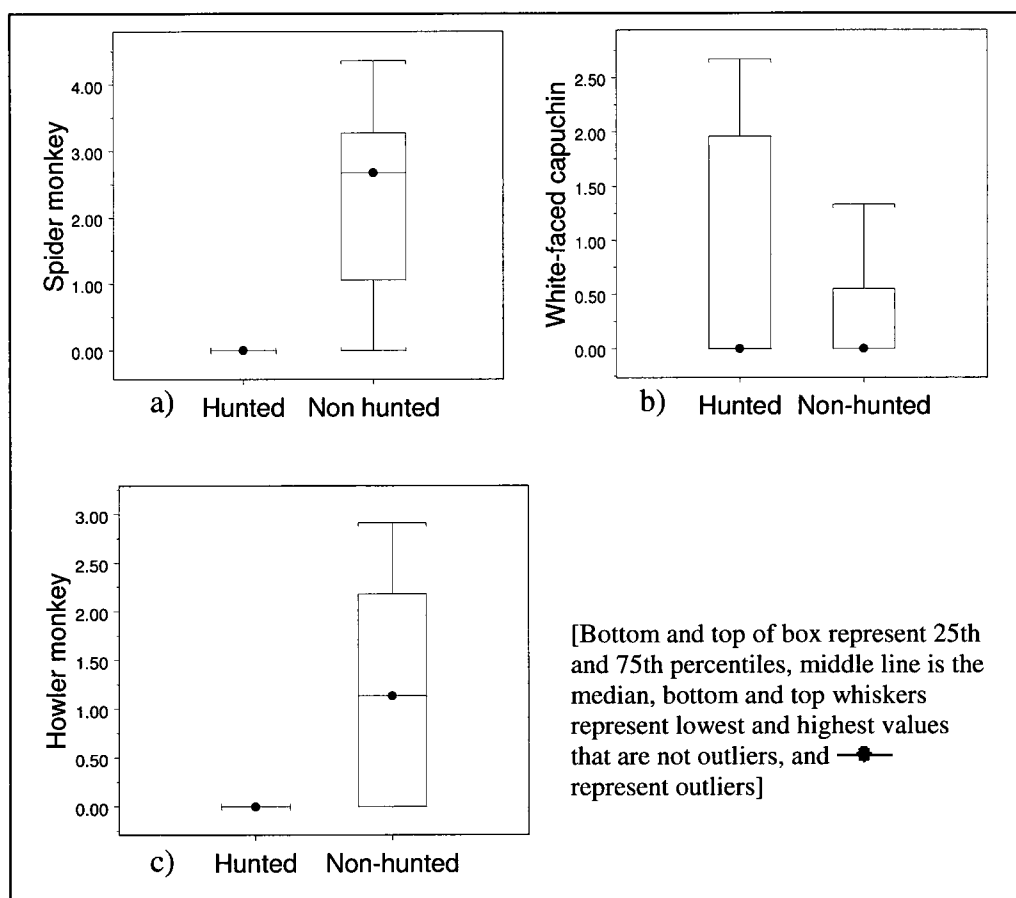 Spider monkey
4.00
3.00
2.00
1.00
0.00
a) Hunted Non hunted
White-faced capuchin
2.50
2.00
1.50
1.00
0.50
0.00
b) Hunted Non-hunted
Howler monkey
3.00
2.50
2.00
1.50
1.00
0.50
0.00
c) Hunted Non-hunted
[Bottom and top of box represent 25th
and 75th percentiles, middle line is the
median, bottom and top whiskers
represent lowest and highest values
that are not outliers, and
represent outliers]